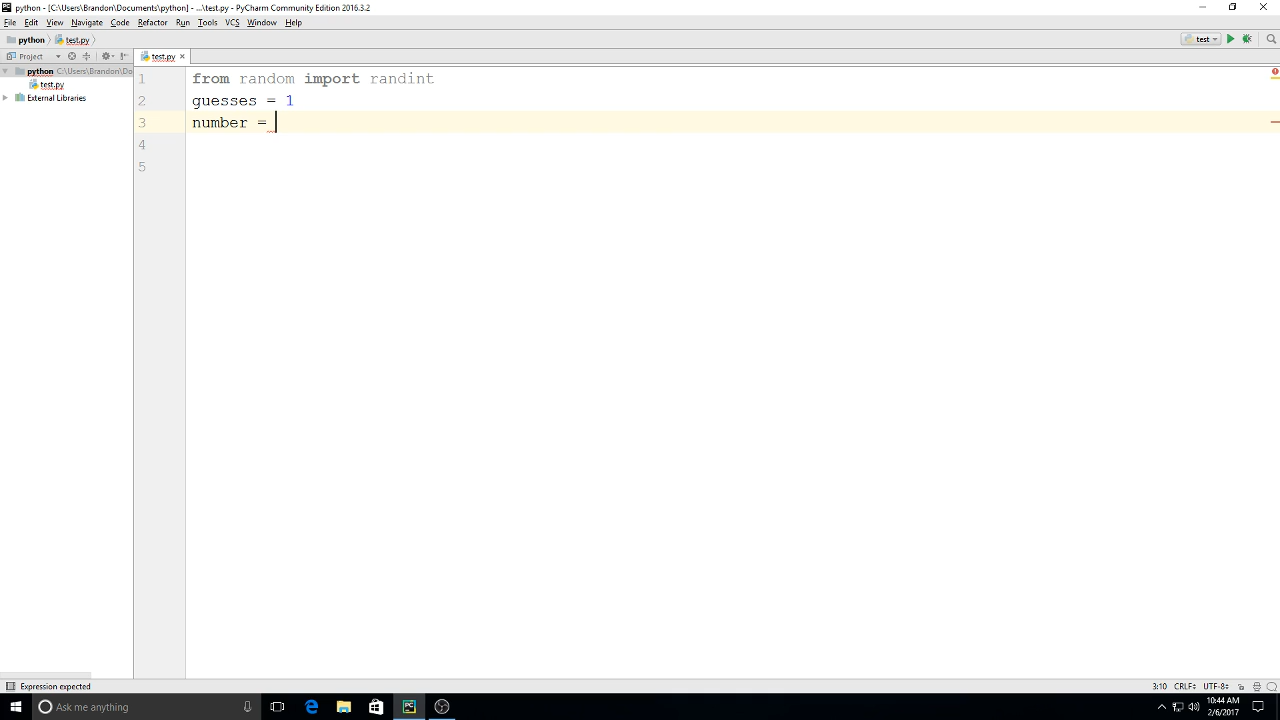 python - [C:\Users\Brandon\Documents\python] - ...\test.py - PyCharm Community Edition 2016.3.2
File Edit View Navigate Code Refactor Run Tools VCS Window Help
python test.py
test
Project
test.py
python C:\Users\Brandon\Do
test.py
External Libraries
1 from random import randint
2 guesses = 1
3 number =
4
5
Expression expected
3:10 CRLF÷ UTF-8÷
Ask me anything
10:44 AM
2/6/2017